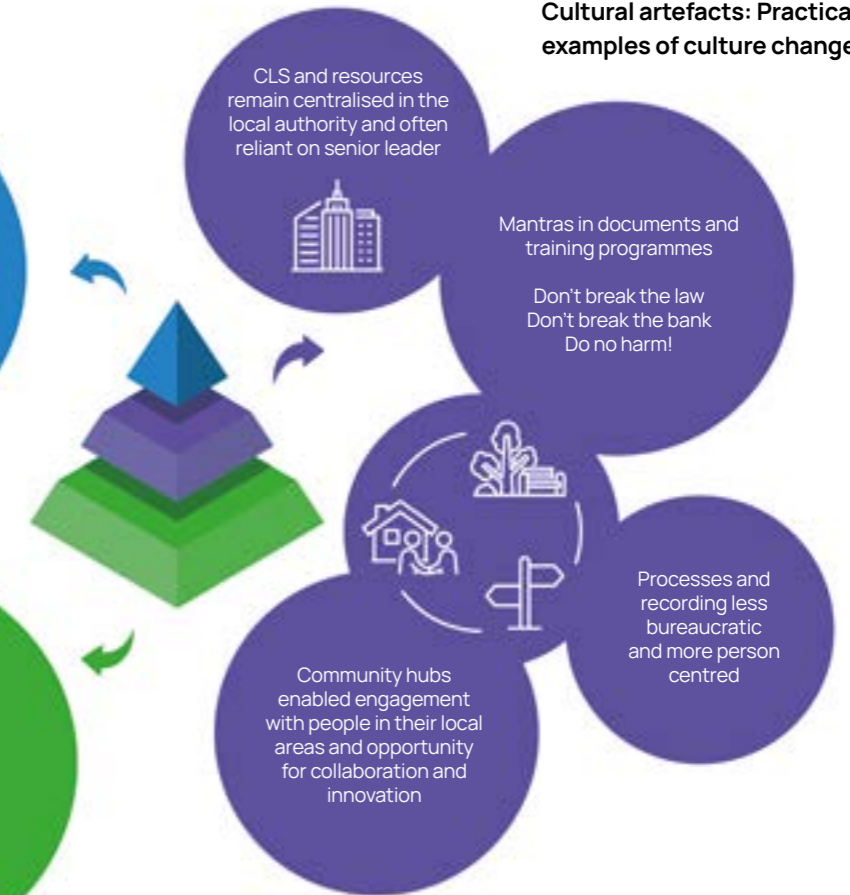 Cultural artefacts: Practica
examples of culture change
CLS and resources
remain centralised in the
local authority and often
reliant on senior leader
Mantras in documents and
training programmes
Don't break the law
Don't break the bank
Do no harm!
Processes and
recording less
bureaucratic
and more person
centred
Community hubs
enabled engagement
with people in their local
areas and opportunity
for collaboration and
innovation